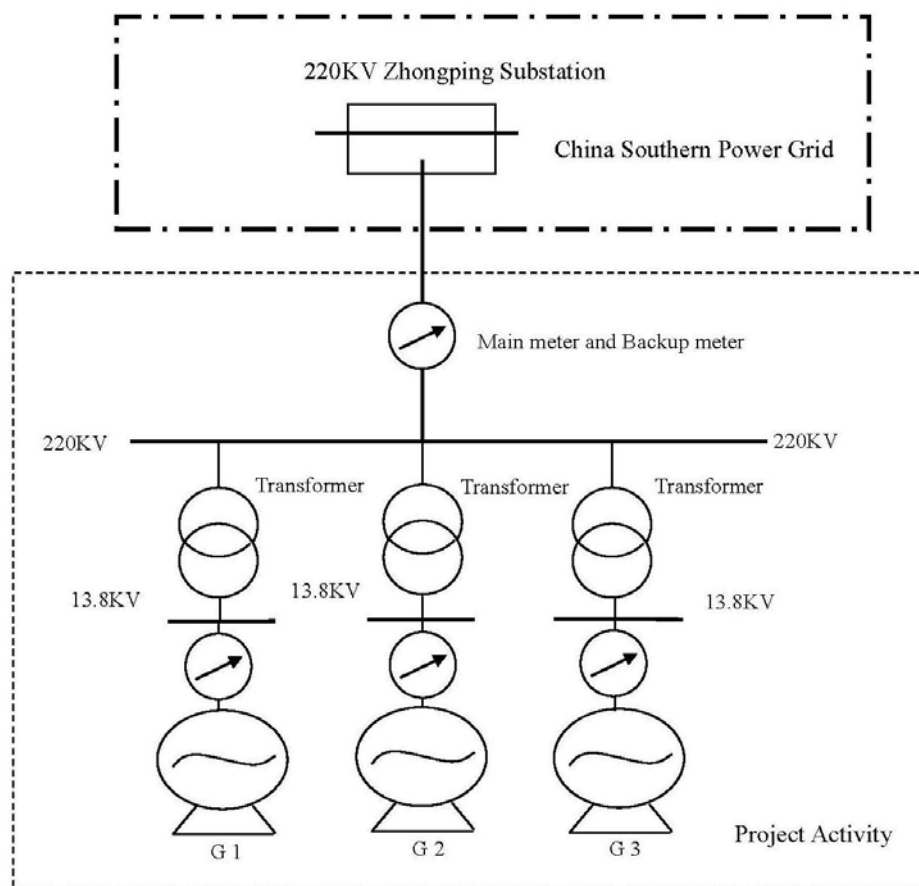 220KV Zhongping Substation
China Southern Power Grid
Main meter and Backup meter
220KV
220KV
Transformer
Transformer
Transformer
13.8KV
13.8KV
13.8KV
G 1
G 2
G 3
Project Activity